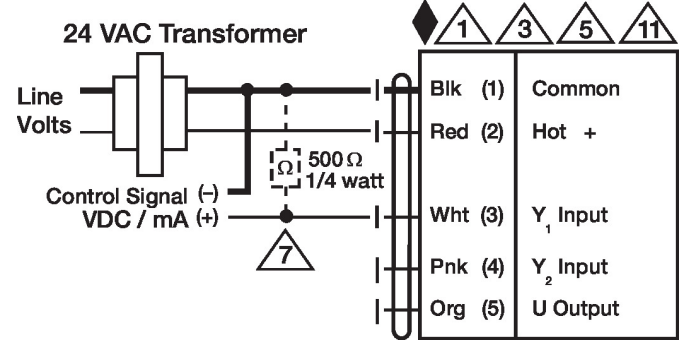 24 VAC Transformer
1 3 5 11
Line
Volts
Blk (1) Common
Red (2) Hot +
Ω 500 Ω
1/4 watt
Control Signal (–)
VDC / mA (+)
Wht (3) Y1 Input
7
Pnk (4) Y2 Input
Org (5) U Output